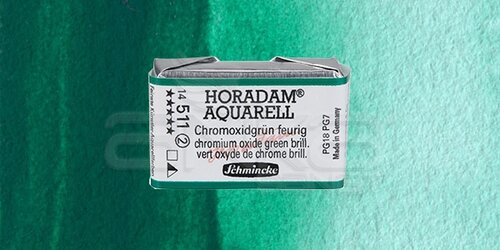 HORADAM®
AQUARELL
Chromoxidgrün feurig
chromium oxide green brill.
vert oxyde de chrome brill.
Schmincke
14 511 2
PG18 PG7
Made in Germany